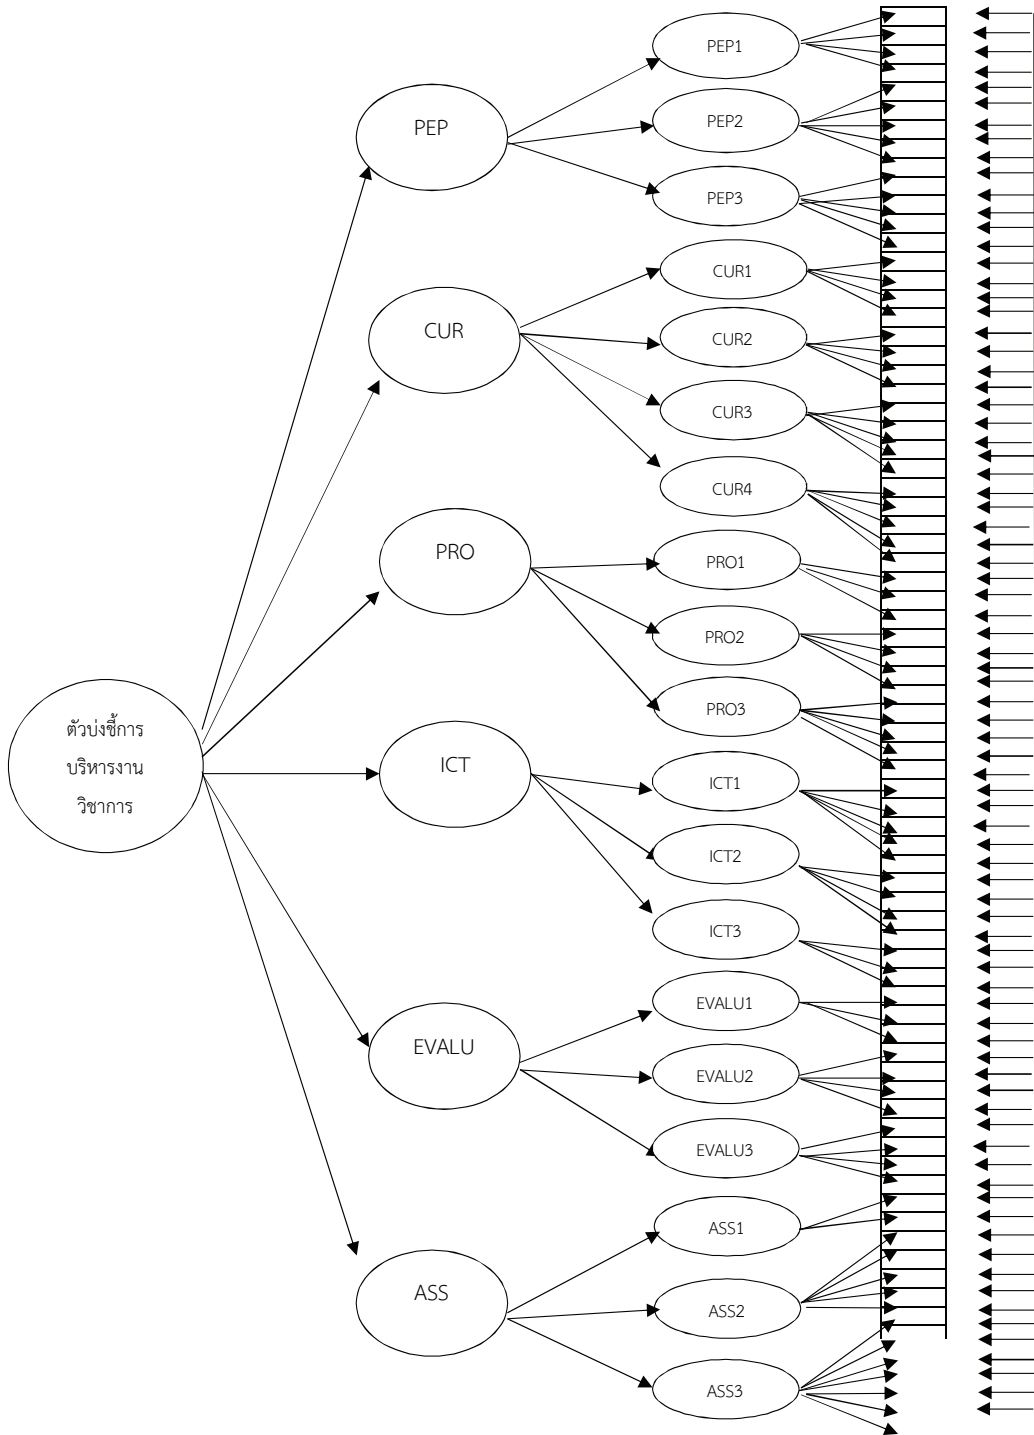 PEP1
PEP
PEP2
PEP3
CUR1
CUR
CUR2
CUR3
CUR4
PRO
PRO1
PRO2
PRO3
ตัวบ่งชี้การ
บริหารงาน
วิชาการ
ICT
ICT1
ICT2
ICT3
EVALU1
EVALU
EVALU2
EVALU3
ASS1
ASS
ASS2
ASS3